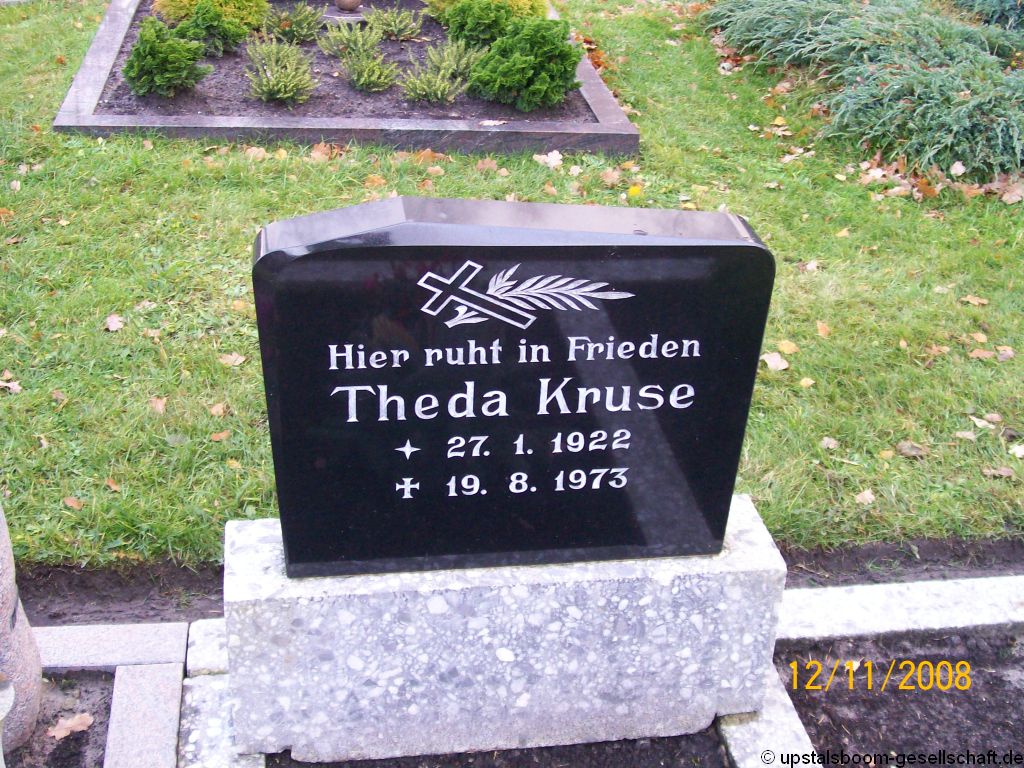 Hier ruht in Frieden
Theda Kruse
✦ 27. 1. 1922
✠ 19. 8. 1973
12/11/2008
© upstalsboom-gesellschaft.de